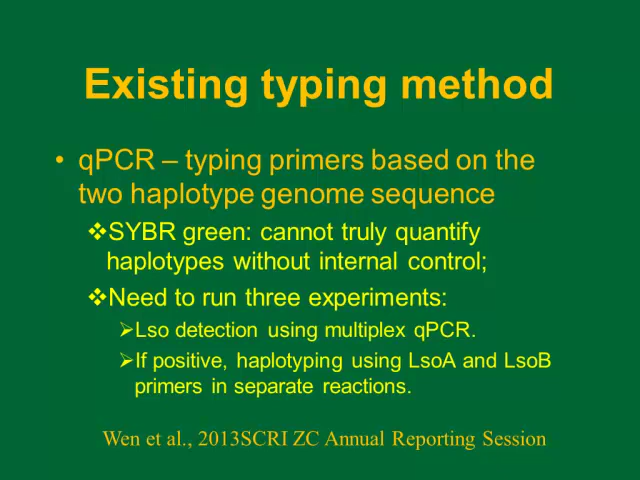 Existing typing method
• qPCR – typing primers based on the
two haplotype genome sequence
❖SYBR green: cannot truly quantify
haplotypes without internal control;
❖Need to run three experiments:
➢Lso detection using multiplex qPCR.
➢If positive, haplotyping using LsoA and LsoB
primers in separate reactions.
Wen et al., 2013SCRI ZC Annual Reporting Session